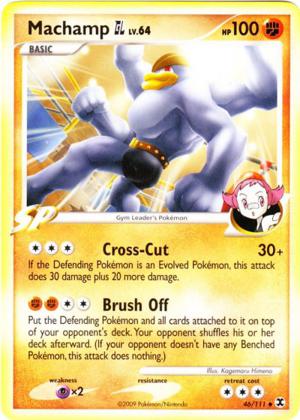 Machamp GL LV.64 HP 100
BASIC
SP
Gym Leader's Pokémon
Cross-Cut 30+
If the Defending Pokémon is an Evolved Pokémon, this attack
does 30 damage plus 20 more damage.
Brush Off
Put the Defending Pokémon and all cards attached to it on top
of your opponent's deck. Your opponent shuffles his or her
deck afterward. (If your opponent doesn't have any Benched
Pokémon, this attack does nothing.)
weakness resistance retreat cost
×2
Illus. Kagemaru Himeno
©2009 Pokémon/Nintendo 46/111